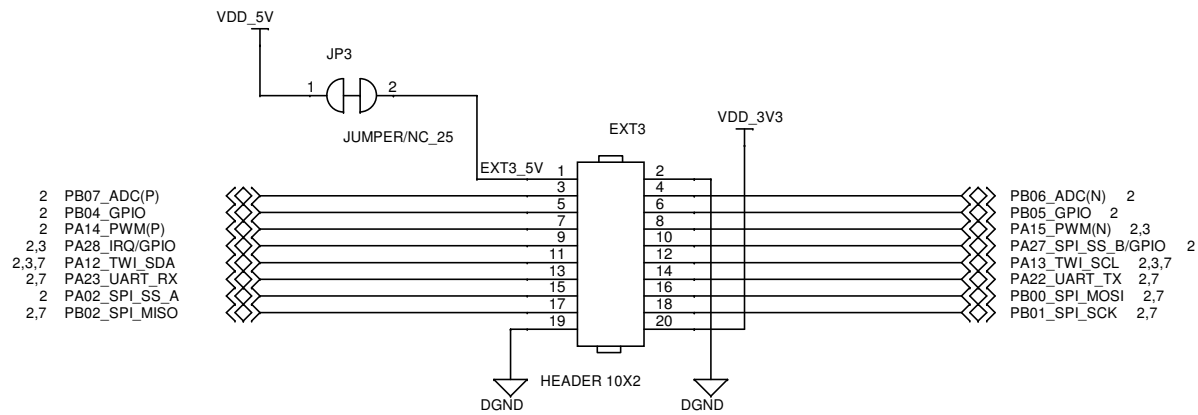 VDD_5V
JP3
1 2
JUMPER/NC_25
EXT3
VDD_3V3
EXT3_5V 1 2
3 4
2 PB07_ADC(P) 5 6 PB06_ADC(N) 2
2 PB04_GPIO 7 8 PB05_GPIO 2
2 PA14_PWM(P) 9 10 PA15_PWM(N) 2,3
2,3 PA28_IRQ/GPIO 11 12 PA27_SPI_SS_B/GPIO 2
2,3,7 PA12_TWI_SDA 13 14 PA13_TWI_SCL 2,3,7
2,7 PA23_UART_RX 15 16 PA22_UART_TX 2,7
2 PA02_SPI_SS_A 17 18 PB00_SPI_MOSI 2,7
2,7 PB02_SPI_MISO 19 20 PB01_SPI_SCK 2,7
HEADER 10X2
DGND DGND